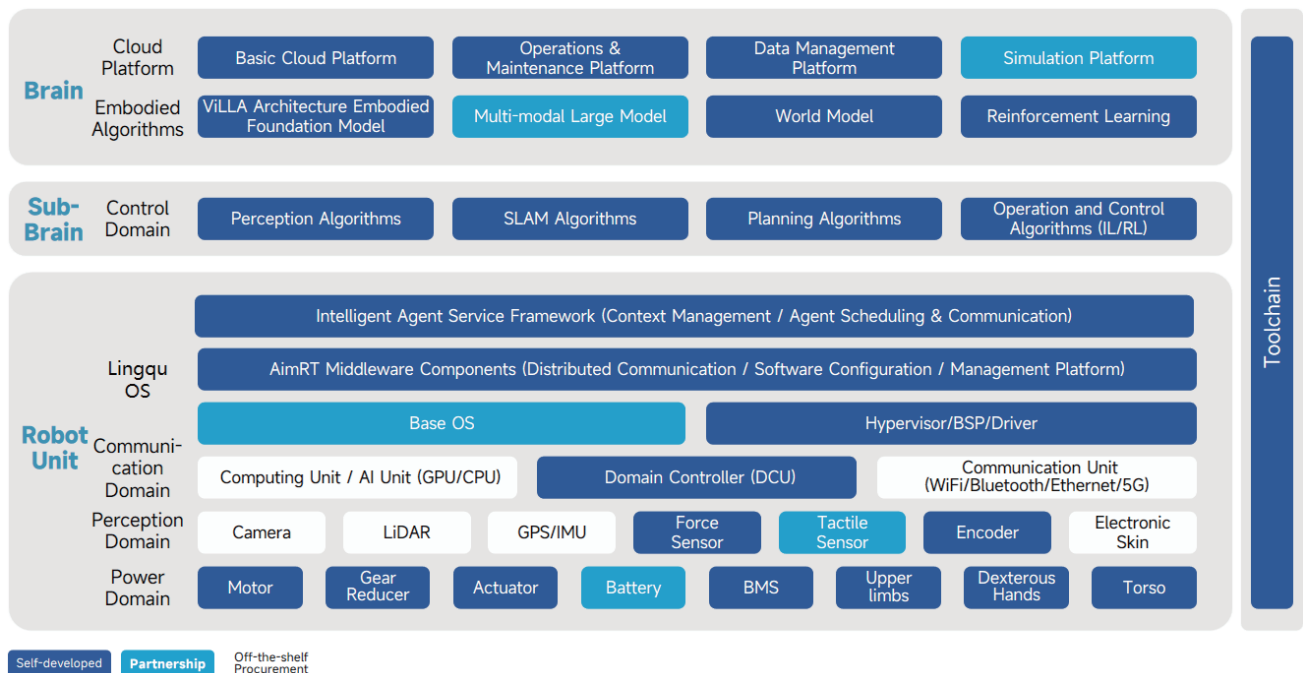 Cloud
Platform
Basic Cloud Platform
Operations &
Maintenance Platform
Data Management
Platform
Simulation Platform
Brain
Embodied
Algorithms
ViLLA Architecture Embodied
Foundation Model
Multi-modal Large Model
World Model
Reinforcement Learning
Sub-
Brain
Control
Domain
Perception Algorithms
SLAM Algorithms
Planning Algorithms
Operation and Control
Algorithms (IL/RL)
Robot
Unit
Lingqu
OS
Intelligent Agent Service Framework (Context Management / Agent Scheduling & Communication)
AimRT Middleware Components (Distributed Communication / Software Configuration / Management Platform)
Base OS
Hypervisor/BSP/Driver
Communi-
cation
Domain
Computing Unit / AI Unit (GPU/CPU)
Domain Controller (DCU)
Communication Unit
(WiFi/Bluetooth/Ethernet/5G)
Perception
Domain
Camera
LiDAR
GPS/IMU
Force
Sensor
Tactile
Sensor
Encoder
Electronic
Skin
Power
Domain
Motor
Gear
Reducer
Actuator
Battery
BMS
Upper
limbs
Dexterous
Hands
Torso
Toolchain
Self-developed
Partnership
Off-the-shelf
Procurement